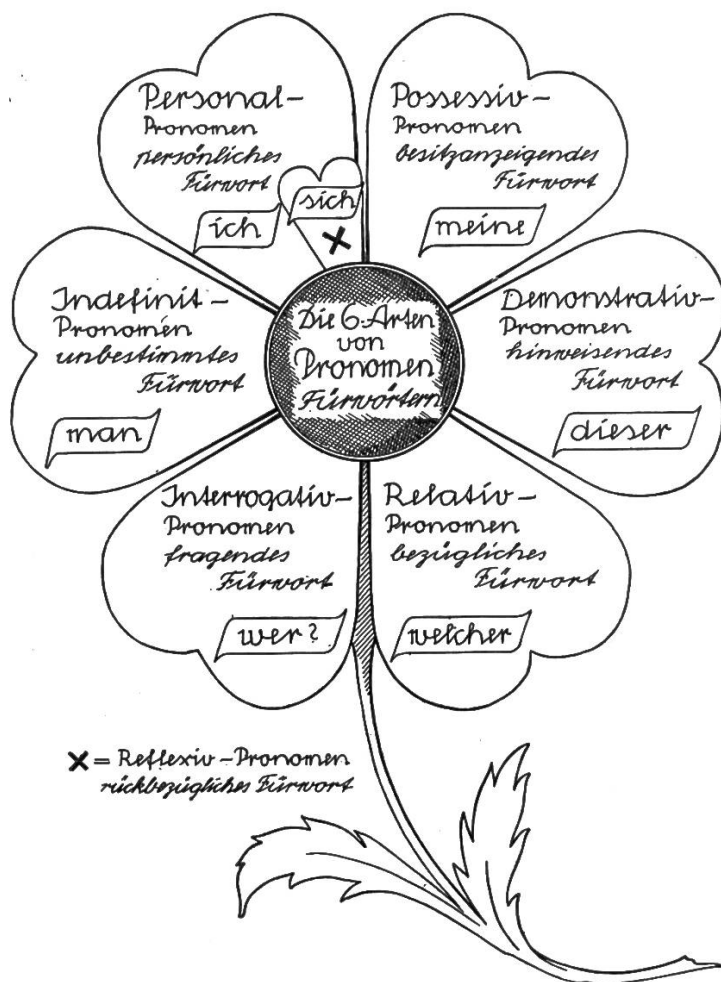 Personal-
Pronomen
persönliches
Fürwort
ich
sich
×
Possessiv-
Pronomen
besitzanzeigendes
Fürwort
meine
Indefinit-
Pronomen
unbestimmtes
Fürwort
man
Die 6 Arten
von
Pronomen
Fürwörtern
Demonstrativ-
Pronomen
hinweisendes
Fürwort
dieser
Interrogativ-
Pronomen
fragendes
Fürwort
wer?
Relativ-
Pronomen
bezügliches
Fürwort
welcher
× = Reflexiv-Pronomen
rückbezügliches Fürwort